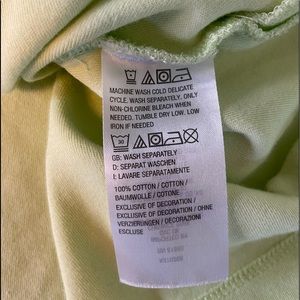 MACHINE WASH COLD DELICATE
CYCLE. WASH SEPARATELY. ONLY
NON-CHLORINE BLEACH WHEN
NEEDED. TUMBLE DRY LOW. LOW
IRON IF NEEDED
30
GB: WASH SEPARATELY
D: SEPARAT WASCHEN
I: LAVARE SEPARATAMENTE
100% COTTON / COTTON /
BAUMWOLLE / COTONE
EXCLUSIVE OF DECORATION /
EXCLUSIVE OF DECORATION / OHNE
VERZIERUNGEN / DECORAZIONI
ESCLUSE